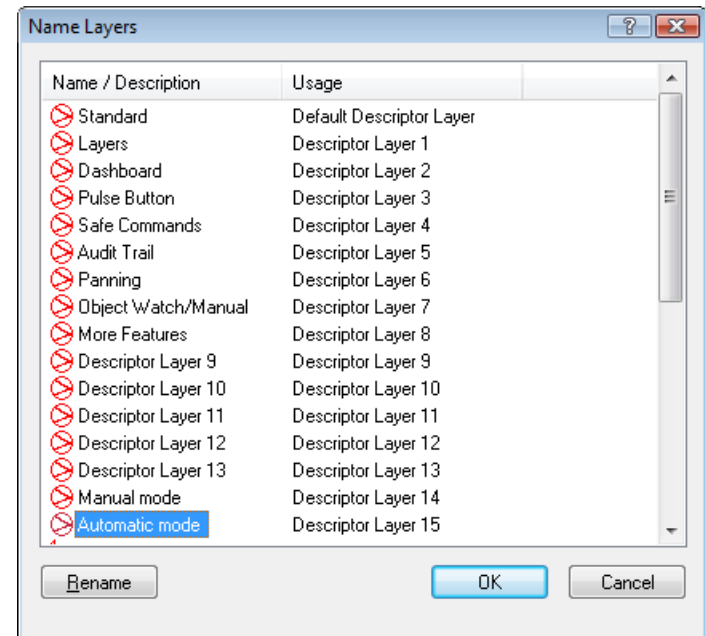 Name Layers
Name / Description Usage
Standard Default Descriptor Layer
Layers Descriptor Layer 1
Dashboard Descriptor Layer 2
Pulse Button Descriptor Layer 3
Safe Commands Descriptor Layer 4
Audit Trail Descriptor Layer 5
Panning Descriptor Layer 6
Object Watch/Manual Descriptor Layer 7
More Features Descriptor Layer 8
Descriptor Layer 9 Descriptor Layer 9
Descriptor Layer 10 Descriptor Layer 10
Descriptor Layer 11 Descriptor Layer 11
Descriptor Layer 12 Descriptor Layer 12
Descriptor Layer 13 Descriptor Layer 13
Manual mode Descriptor Layer 14
Automatic mode Descriptor Layer 15
Rename OK Cancel